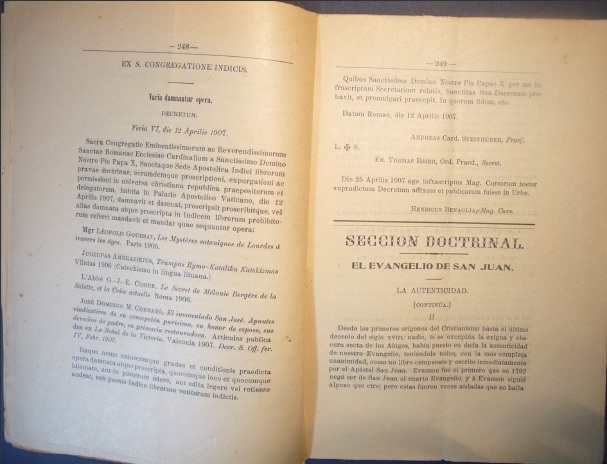 — 248 —
EX S. CONGREGATIONE INDICIS.
Varia damnantur opera.
DECRETUM.
Feria VI, die 12 Aprilis 1907.
Sacra Congregatio Eminentissimorum ac Reverendissimorum
Sanctae Romanae Ecclesiae Cardinalium a Sanctissimo Domino
Nostro Pio Papa X, Sanctaque Sede Apostolica Indici librorum
pravae doctrinae, eorumdemque proscriptioni, expurgationi ac
permissioni in universa christiana republica praepositorum et
delegatorum, habita in Palatio Apostolico Vaticano, die 12
Aprilis 1907, damnavit et damnat, proscripsit proscribitque, vel
alias damnata atque proscripta in Indicem librorum prohibito-
rum referri mandavit et mandat quae sequuntur opera:
Mgr LÉOPOLD GOURSAT, Les Mystères sataniques de Lourdes à
travers les âges. Paris 1905.
JUOZUPAS AMBRAZIEJUS, Trumpas Rymo-Kataliku Katekizmas
Vilnius 1906 (Catechismo in lingua lituana.)
L'Abbé G.-J.-E. COMBE, Le Secret de Mélanie Bergère de la
Salette, et la Crise actuelle Roma 1906.
JOSÉ DOMINGO M. CORBATÓ, El inmaculado San José. Apuntes
vindicativos de su concepción purísima, su honor de esposo, sus
derechos de padre, su primacía restauradora. Artículos publica-
dos en La Señal de la Victoria. Valencia 1907. Decr. S. Off. fer.
IV, Febr. 1907.
Itaque nemo cuiuscumque gradus et conditionis praedicta
opera damnata atque proscripta, quocumque loco et quocumque
idiomate, aut in posterum edere, aut edita legere vel retinere
audeat, sub poenis Indice librorum vetitorum indictis.
— 249 —
Quibus Sanctissimo Domino Nostro Pio Papae X. per me in-
frascriptum Secretarium relatis, Sanctitas Sua Decretum pro-
bavit, et promulgari praecepit. In quorum fidem, etc.
Datum Romae, die 12 Aprilis 1907.
ANDREAS Card. STEINHUBER, Praef.
L. ✠ S.
FR. THOMAS ESSER, Ord. Praed., Secret.
Die 25 Aprilis 1907 ego infrascriptus Mag. Cursorum testor
supradictum Decretum affixum et publicatum fuisse in Urbe.
HENRICUS BENAGLIA, Mag. Curs.
SECCION DOCTRINAL.
EL EVANGELIO DE SAN JUAN.
LA AUTENTICIDAD.
[CONTINÚA.]
II
Desde los primeros orígenes del Cristianismo hasta el último
decenio del siglo XVIII, nadie, si se exceptúa la exigua y obs-
cura secta de los Alogos, había puesto en duda la autenticidad
de nuestro Evangelio, teniéndole todos, con la más completa
unanimidad, como un libro compuesto y escrito inmediatamente
por el Apóstol San Juan. Evanson fué el primero que en 1792
negó ser de San Juan el cuarto Evangelio, y á Evanson siguió
alguno que otro; pero estas fueron voces aisladas que no halla